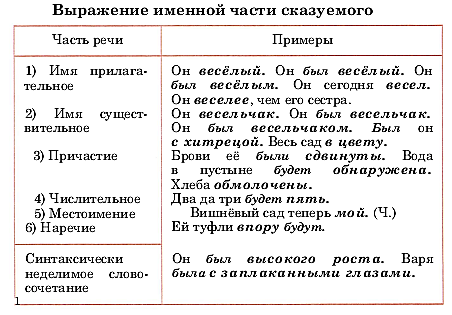 Выражение именной части сказуемого
Часть речи
Примеры
1) Имя прилага-
тельное
Он весёлый. Он был весёлый. Он
был весёлым. Он сегодня весел.
Он веселее, чем его сестра.
2) Имя сущест-
вительное
Он весельчак. Он был весельчак.
Он был весельчаком. Был он
с хитрецой. Весь сад в цвету.
3) Причастие
Брови её были сдвинуты. Вода
в пустыне будет обнаружена.
Хлеба обмолочены.
4) Числительное
Два да три будет пять.
5) Местоимение
Вишнёвый сад теперь мой. (Ч.)
6) Наречие
Ей туфли впору будут.
Синтаксически
неделимое слово-
сочетание
Он был высокого роста. Варя
была с заплаканными глазами.
1